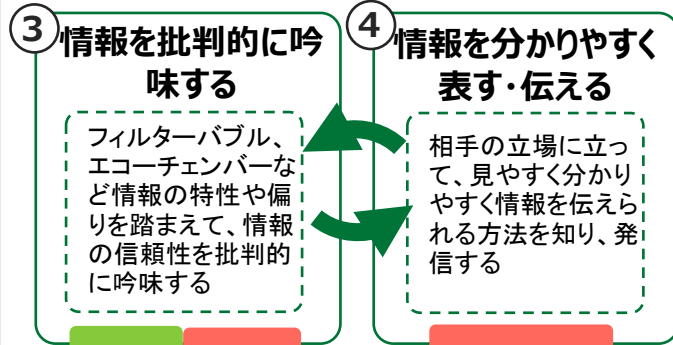 ③
情報を批判的に吟
味する
フィルターバブル、
エコーチェンバーな
ど情報の特性や偏
りを踏まえて、情報
の信頼性を批判的
に吟味する
④
情報を分かりやすく
表す・伝える
相手の立場に立っ
て、見やすく分かり
やすく情報を伝えら
れる方法を知り、発
信する